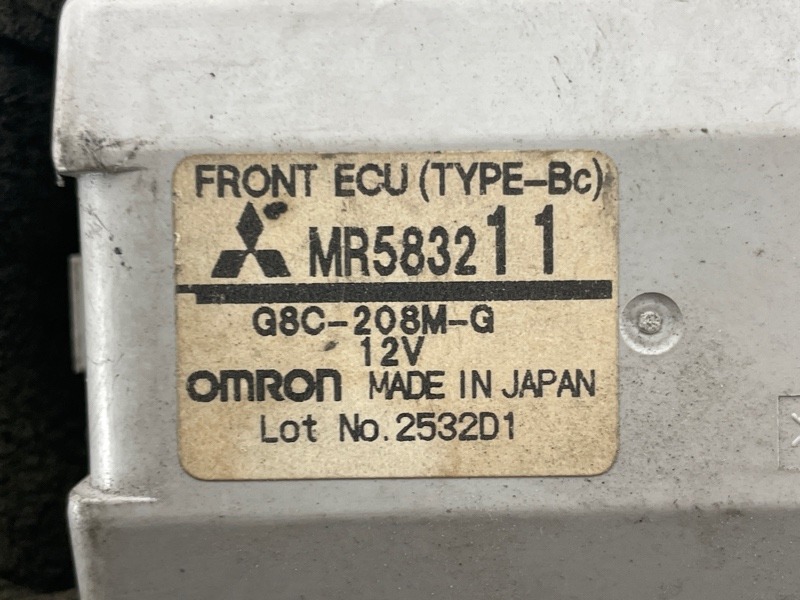 FRONT ECU (TYPE-Bc)
MR583211
G8C-208M-G
12V
OMRON MADE IN JAPAN
Lot No. 2532D1